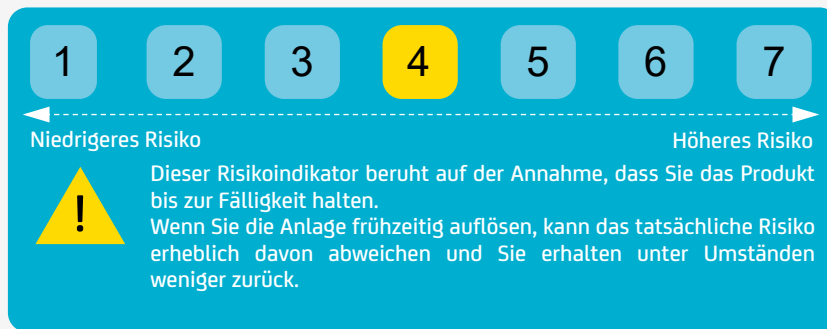 1 2 3 4 5 6 7
Niedrigeres Risiko Höheres Risiko
Dieser Risikoindikator beruht auf der Annahme, dass Sie das Produkt
bis zur Fälligkeit halten.
Wenn Sie die Anlage frühzeitig auflösen, kann das tatsächliche Risiko
erheblich davon abweichen und Sie erhalten unter Umständen
weniger zurück.
!